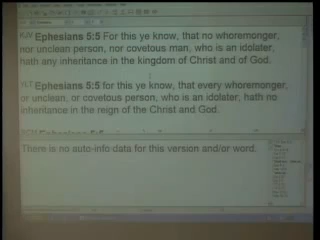 KJV Ephesians 5:5 For this ye know, that no whoremonger,
nor unclean person, nor covetous man, who is an idolater,
hath any inheritance in the kingdom of Christ and of God.
YLT Ephesians 5:5 for this ye know, that every whoremonger,
or unclean, or covetous person, who is an idolater, hath no
inheritance in the reign of the Christ and God.
Ephesians 5:5
There is no auto-info data for this version and/or word.